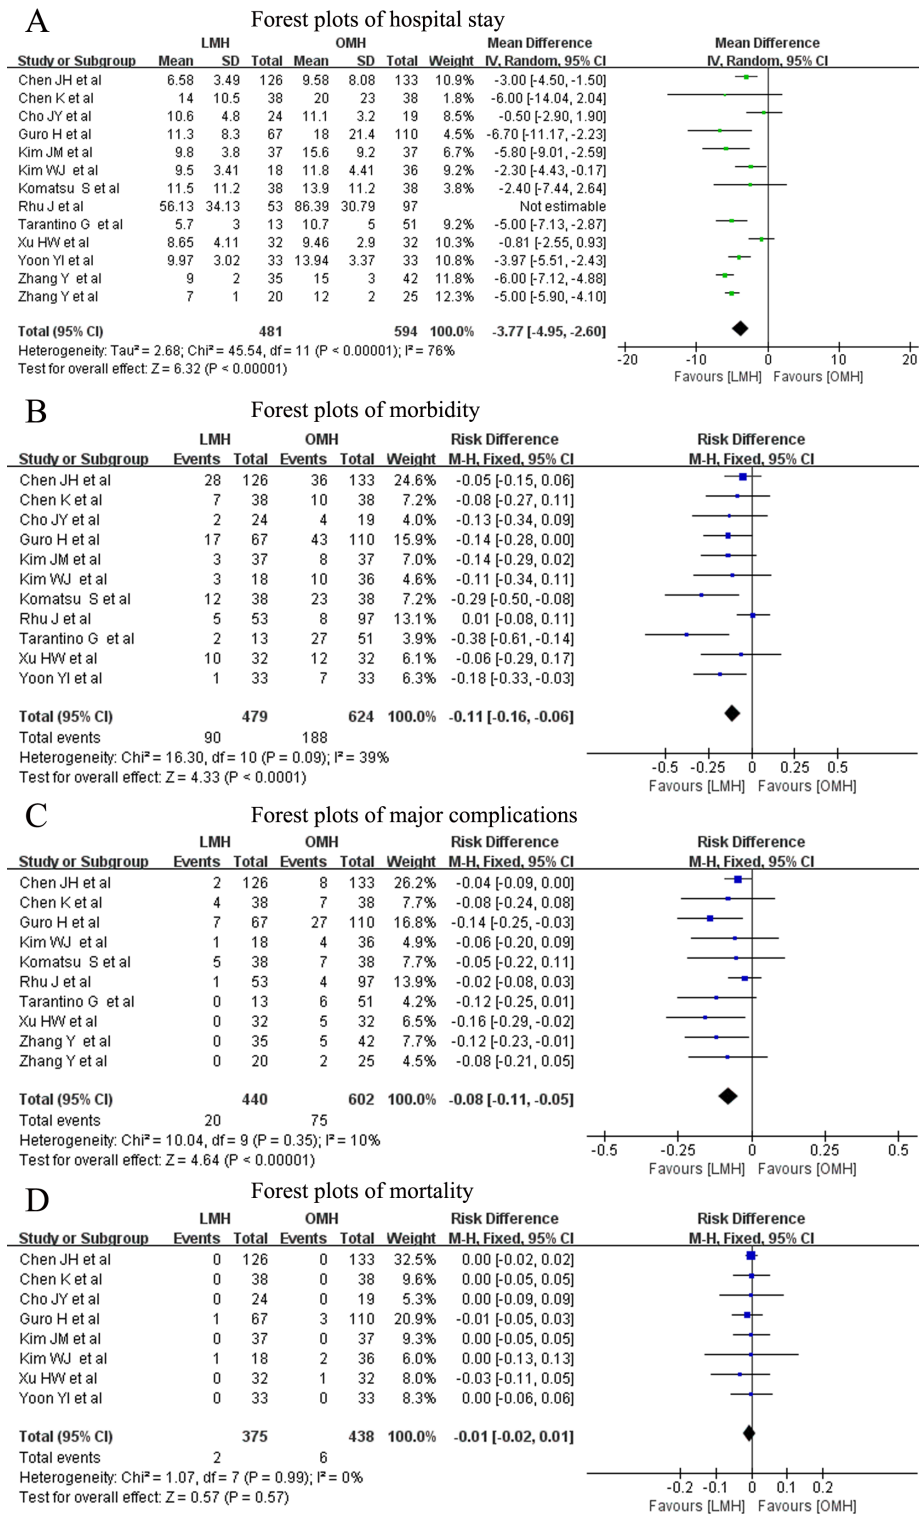 A Forest plots of hospital stay
LMH OMH Mean Difference Mean Difference
Study or Subgroup Mean SD Total Mean SD Total Weight IV, Random, 95% CI IV, Random, 95% CI
Chen JH et al 6.58 3.49 126 9.58 8.08 133 10.9% -3.00 [-4.50, -1.50]
Chen K et al 14 10.5 38 20 23 38 1.8% -6.00 [-14.04, 2.04]
Cho JY et al 10.6 4.8 24 11.1 3.2 19 8.5% -0.50 [-2.90, 1.90]
Guro H et al 11.3 8.3 67 18 21.4 110 4.5% -6.70 [-11.17, -2.23]
Kim JM et al 9.8 3.8 37 15.6 9.2 37 6.7% -5.80 [-9.01, -2.59]
Kim WJ et al 9.5 3.41 18 11.8 4.41 36 9.2% -2.30 [-4.43, -0.17]
Komatsu S et al 11.5 11.2 38 13.9 11.2 38 3.8% -2.40 [-7.44, 2.64]
Rhu J et al 56.13 34.13 53 86.39 30.79 97 Not estimable
Tarantino G et al 5.7 3 13 10.7 5 51 9.2% -5.00 [-7.13, -2.87]
Xu HW et al 8.65 4.11 32 9.46 2.9 32 10.3% -0.81 [-2.55, 0.93]
Yoon YI et al 9.97 3.02 33 13.94 3.37 33 10.8% -3.97 [-5.51, -2.43]
Zhang Y et al 9 2 35 15 3 42 11.8% -6.00 [-7.12, -4.88]
Zhang Y et al 7 1 20 12 2 25 12.3% -5.00 [-5.90, -4.10]
Total (95% CI) 481 594 100.0% -3.77 [-4.95, -2.60]
Heterogeneity: Tau² = 2.68; Chi² = 45.54, df = 11 (P < 0.00001); I² = 76%
Test for overall effect: Z = 6.32 (P < 0.00001)
-20 -10 0 10 20
Favours [LMH] Favours [OMH]
B Forest plots of morbidity
LMH OMH Risk Difference Risk Difference
Study or Subgroup Events Total Events Total Weight M-H, Fixed, 95% CI M-H, Fixed, 95% CI
Chen JH et al 28 126 36 133 24.6% -0.05 [-0.15, 0.06]
Chen K et al 7 38 10 38 7.2% -0.08 [-0.27, 0.11]
Cho JY et al 2 24 4 19 4.0% -0.13 [-0.34, 0.09]
Guro H et al 17 67 43 110 15.9% -0.14 [-0.28, 0.00]
Kim JM et al 3 37 8 37 7.0% -0.14 [-0.29, 0.02]
Kim WJ et al 3 18 10 36 4.6% -0.11 [-0.34, 0.11]
Komatsu S et al 12 38 23 38 7.2% -0.29 [-0.50, -0.08]
Rhu J et al 5 53 8 97 13.1% 0.01 [-0.08, 0.11]
Tarantino G et al 2 13 27 51 3.9% -0.38 [-0.61, -0.14]
Xu HW et al 10 32 12 32 6.1% -0.06 [-0.29, 0.17]
Yoon YI et al 1 33 7 33 6.3% -0.18 [-0.33, -0.03]
Total (95% CI) 479 624 100.0% -0.11 [-0.16, -0.06]
Total events 90 188
Heterogeneity: Chi² = 16.30, df = 10 (P = 0.09); I² = 39%
Test for overall effect: Z = 4.33 (P < 0.0001)
-0.5 -0.25 0 0.25 0.5
Favours [LMH] Favours [OMH]
C Forest plots of major complications
LMH OMH Risk Difference Risk Difference
Study or Subgroup Events Total Events Total Weight M-H, Fixed, 95% CI M-H, Fixed, 95% CI
Chen JH et al 2 126 8 133 26.2% -0.04 [-0.09, 0.00]
Chen K et al 4 38 7 38 7.7% -0.08 [-0.24, 0.08]
Guro H et al 7 67 27 110 16.8% -0.14 [-0.25, -0.03]
Kim WJ et al 1 18 4 36 4.9% -0.06 [-0.20, 0.09]
Komatsu S et al 5 38 7 38 7.7% -0.05 [-0.22, 0.11]
Rhu J et al 1 53 4 97 13.9% -0.02 [-0.08, 0.03]
Tarantino G et al 0 13 6 51 4.2% -0.12 [-0.25, 0.01]
Xu HW et al 0 32 5 32 6.5% -0.16 [-0.29, -0.02]
Zhang Y et al 0 35 5 42 7.7% -0.12 [-0.23, -0.01]
Zhang Y et al 0 20 2 25 4.5% -0.08 [-0.21, 0.05]
Total (95% CI) 440 602 100.0% -0.08 [-0.11, -0.05]
Total events 20 75
Heterogeneity: Chi² = 10.04, df = 9 (P = 0.35); I² = 10%
Test for overall effect: Z = 4.64 (P < 0.00001)
-0.5 -0.25 0 0.25 0.5
Favours [LMH] Favours [OMH]
D Forest plots of mortality
LMH OMH Risk Difference Risk Difference
Study or Subgroup Events Total Events Total Weight M-H, Fixed, 95% CI M-H, Fixed, 95% CI
Chen JH et al 0 126 0 133 32.5% 0.00 [-0.02, 0.02]
Chen K et al 0 38 0 38 9.6% 0.00 [-0.05, 0.05]
Cho JY et al 0 24 0 19 5.3% 0.00 [-0.09, 0.09]
Guro H et al 1 67 3 110 20.9% -0.01 [-0.05, 0.03]
Kim JM et al 0 37 0 37 9.3% 0.00 [-0.05, 0.05]
Kim WJ et al 1 18 2 36 6.0% 0.00 [-0.13, 0.13]
Xu HW et al 0 32 1 32 8.0% -0.03 [-0.11, 0.05]
Yoon YI et al 0 33 0 33 8.3% 0.00 [-0.06, 0.06]
Total (95% CI) 375 438 100.0% -0.01 [-0.02, 0.01]
Total events 2 6
Heterogeneity: Chi² = 1.07, df = 7 (P = 0.99); I² = 0%
Test for overall effect: Z = 0.57 (P = 0.57)
-0.2 -0.1 0 0.1 0.2
Favours [LMH] Favours [OMH]